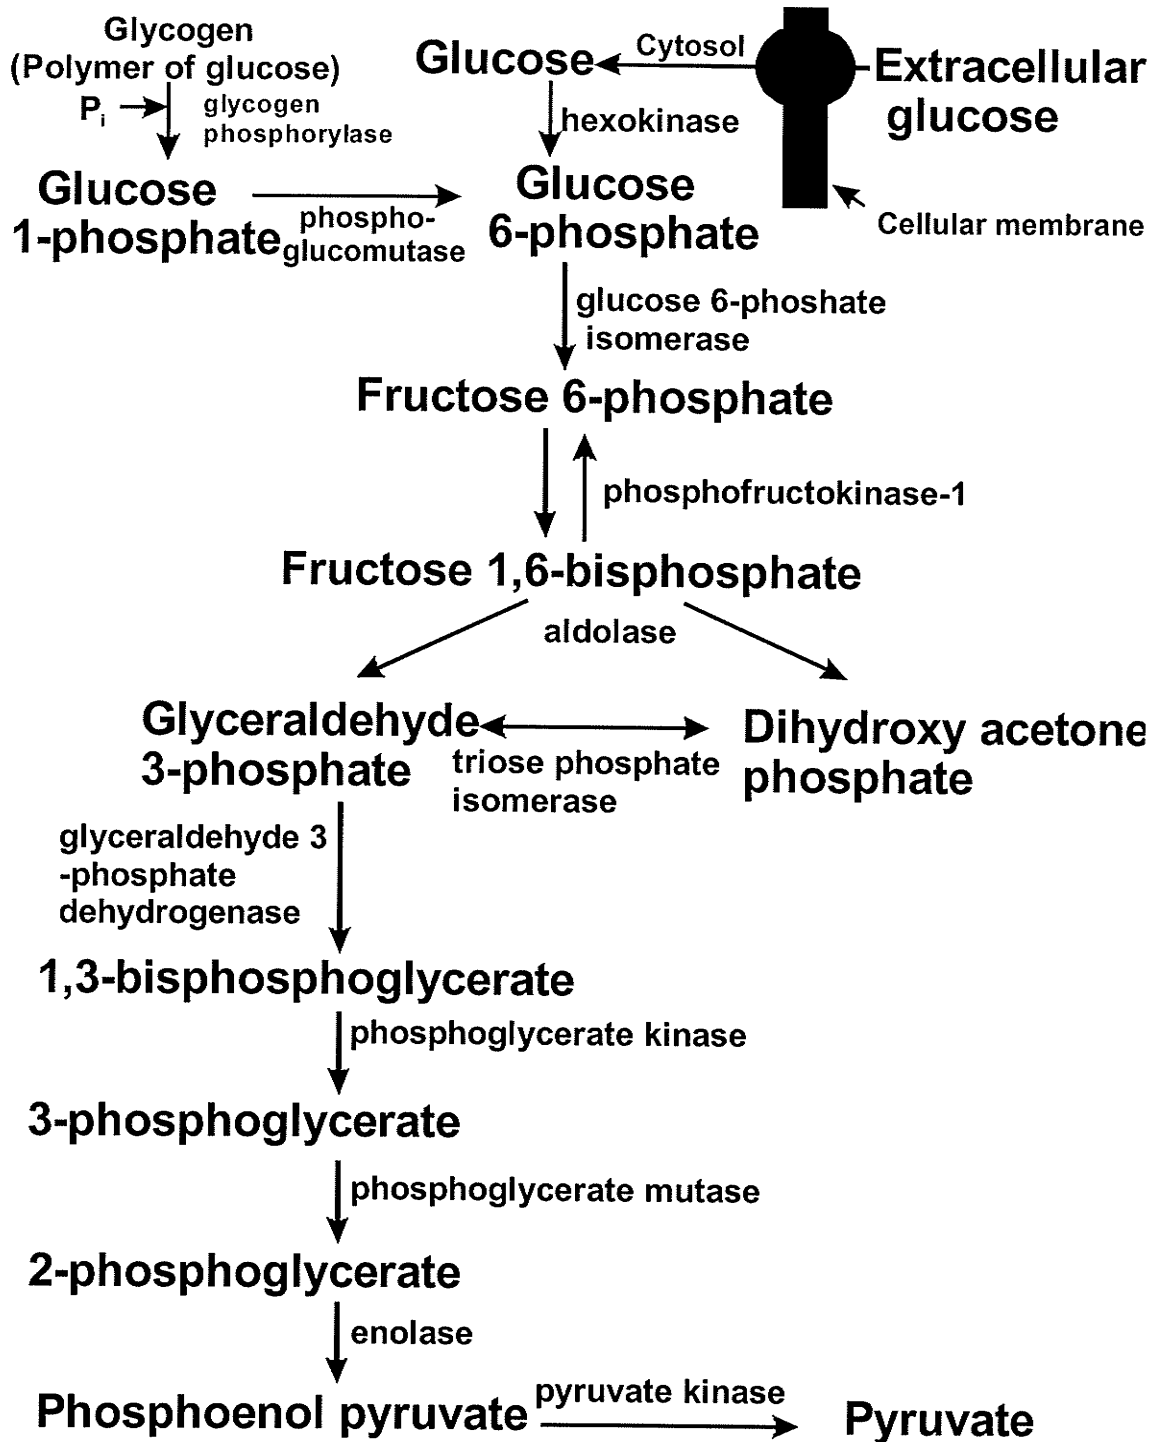 Glycogen
(Polymer of glucose)
Pi
glycogen
phosphorylase
Glucose
Cytosol
Extracellular
glucose
hexokinase
Glucose
1-phosphate
phospho-
glucomutase
Glucose
6-phosphate
Cellular membrane
glucose 6-phoshate
isomerase
Fructose 6-phosphate
phosphofructokinase-1
Fructose 1,6-bisphosphate
aldolase
Glyceraldehyde
3-phosphate
triose phosphate
isomerase
Dihydroxy acetone
phosphate
glyceraldehyde 3
-phosphate
dehydrogenase
1,3-bisphosphoglycerate
phosphoglycerate kinase
3-phosphoglycerate
phosphoglycerate mutase
2-phosphoglycerate
enolase
Phosphoenol pyruvate
pyruvate kinase
Pyruvate